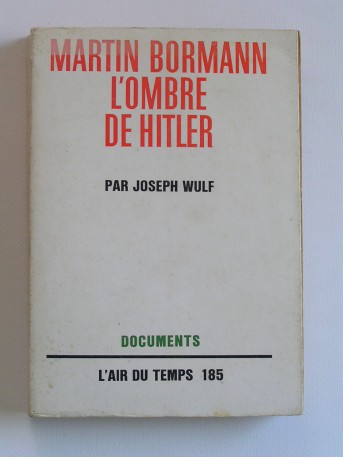 MARTIN BORMANN
L'OMBRE
DE HITLER
PAR JOSEPH WULF
DOCUMENTS
L'AIR DU TEMPS 185